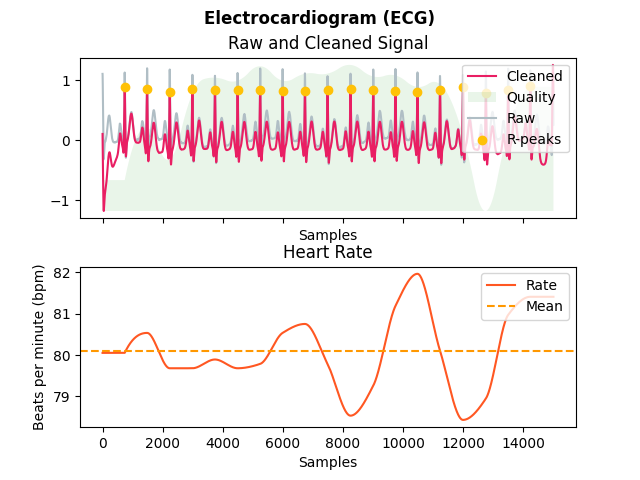 Electrocardiogram (ECG)
Raw and Cleaned Signal
1
0
−1
Cleaned
Quality
Raw
R-peaks
Samples
Heart Rate
Beats per minute (bpm)
82
81
80
79
Rate
Mean
0 2000 4000 6000 8000 10000 12000 14000
Samples